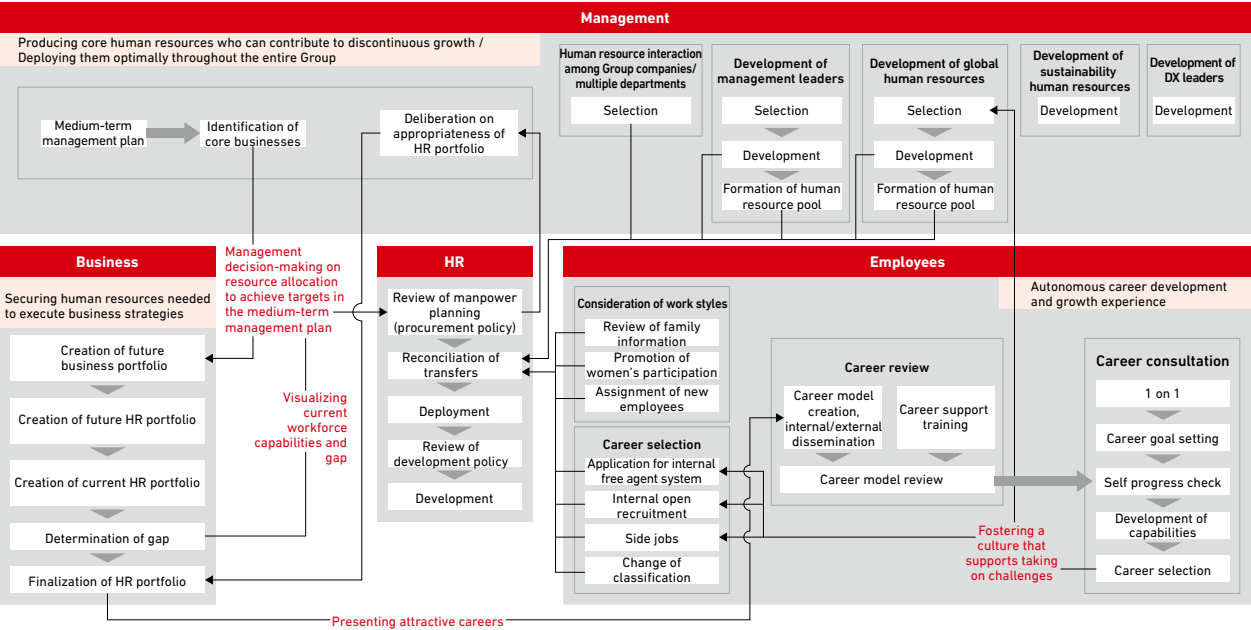 Management
Producing core human resources who can contribute to discontinuous growth /
Deploying them optimally throughout the entire Group
Medium-term
management plan
Identification of
core businesses
Deliberation on
appropriateness of
HR portfolio
Human resource interaction
among Group companies/
multiple departments
Selection
Development of
management leaders
Selection
Development
Formation of human
resource pool
Development of global
human resources
Selection
Development
Formation of human
resource pool
Development of
sustainability
human resources
Development
Development of
DX leaders
Development
Business
Securing human resources needed
to execute business strategies
Creation of future
business portfolio
Creation of future HR portfolio
Creation of current HR portfolio
Determination of gap
Finalization of HR portfolio
Management
decision-making on
resource allocation
to achieve targets in
the medium-term
management plan
Visualizing
current
workforce
capabilities and
gap
HR
Review of manpower
planning
(procurement policy)
Reconciliation of
transfers
Deployment
Review of
development policy
Development
Employees
Autonomous career development
and growth experience
Consideration of work styles
Review of family
information
Promotion of
women's participation
Assignment of new
employees
Career selection
Application for internal
free agent system
Internal open
recruitment
Side jobs
Change of
classification
Career review
Career model
creation,
internal/external
dissemination
Career support
training
Career model review
Career consultation
1 on 1
Career goal setting
Self progress check
Development of
capabilities
Career selection
Fostering a
culture that
supports taking
on challenges
Presenting attractive careers